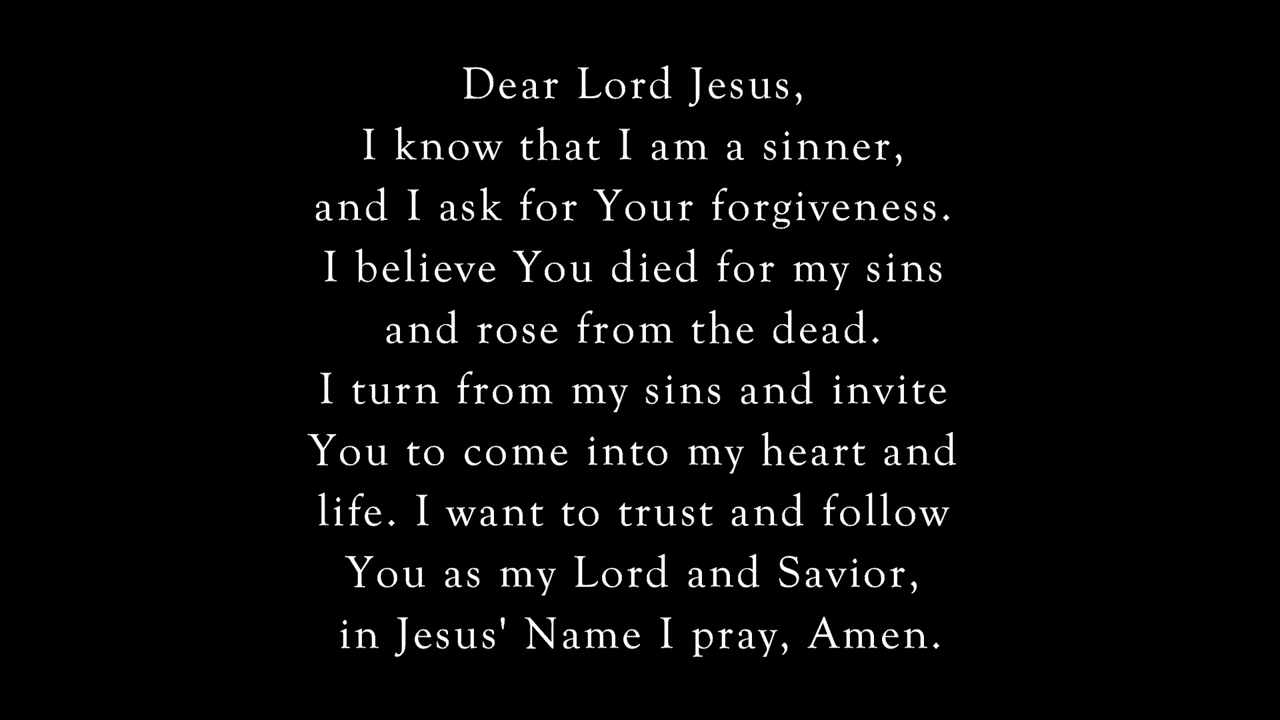 Dear Lord Jesus,
I know that I am a sinner,
and I ask for Your forgiveness.
I believe You died for my sins
and rose from the dead.
I turn from my sins and invite
You to come into my heart and
life. I want to trust and follow
You as my Lord and Savior,
in Jesus' Name I pray, Amen.